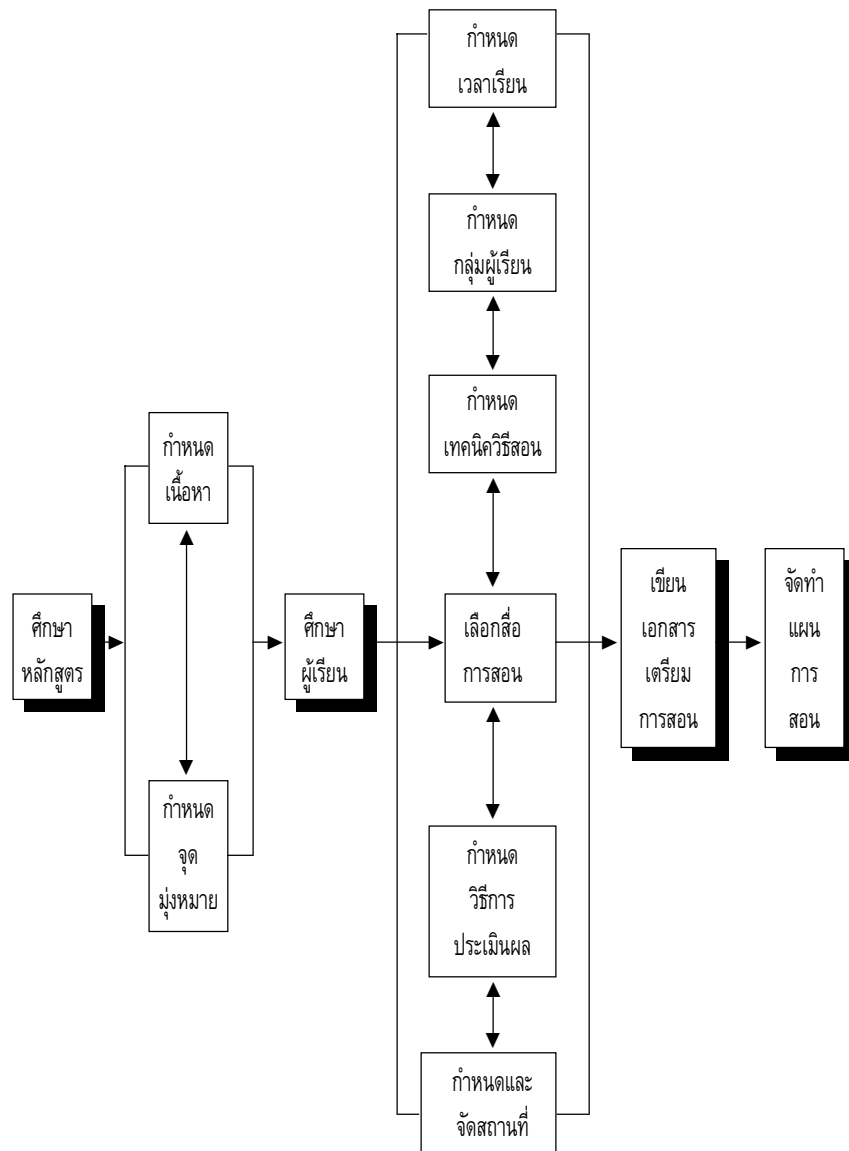 ศึกษา
หลักสูตร
กำหนด
เนื้อหา
กำหนด
จุด
มุ่งหมาย
ศึกษา
ผู้เรียน
กำหนด
เวลาเรียน
กำหนด
กลุ่มผู้เรียน
กำหนด
เทคนิควิธีสอน
เลือกสื่อ
การสอน
กำหนด
วิธีการ
ประเมินผล
กำหนดและ
จัดสถานที่
เขียน
เอกสาร
เตรียม
การสอน
จัดทำ
แผน
การ
สอน